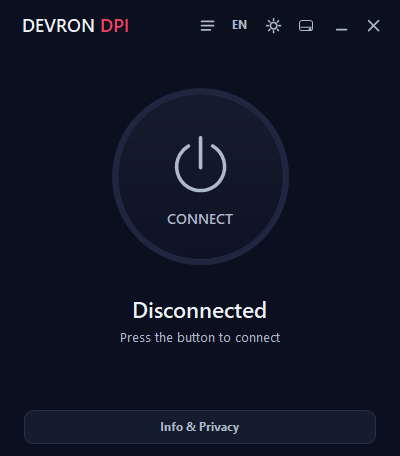 DEVRON DPI EN
CONNECT
Disconnected
Press the button to connect
Info & Privacy